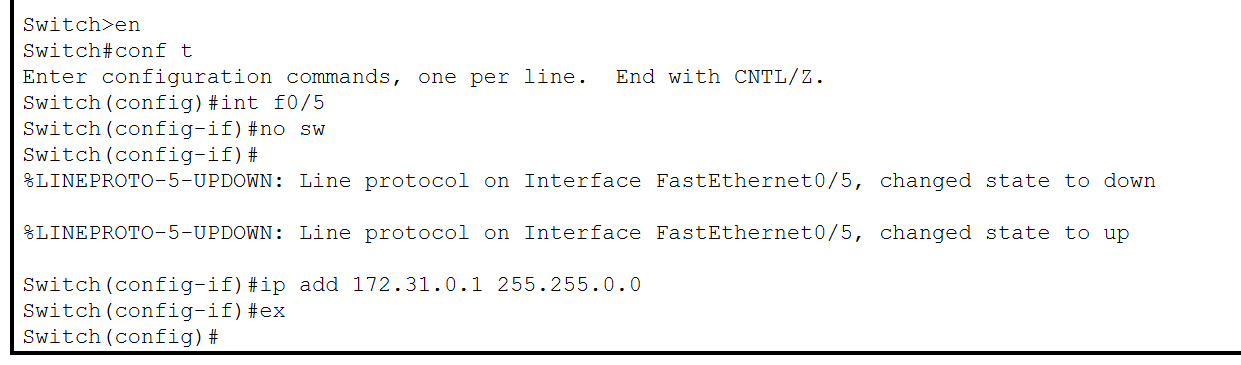 Switch>en
Switch#conf t
Enter configuration commands, one per line.  End with CNTL/Z.
Switch(config)#int f0/5
Switch(config-if)#no sw
Switch(config-if)#
%LINEPROTO-5-UPDOWN: Line protocol on Interface FastEthernet0/5, changed state to down
%LINEPROTO-5-UPDOWN: Line protocol on Interface FastEthernet0/5, changed state to up
Switch(config-if)#ip add 172.31.0.1 255.255.0.0
Switch(config-if)#ex
Switch(config)#